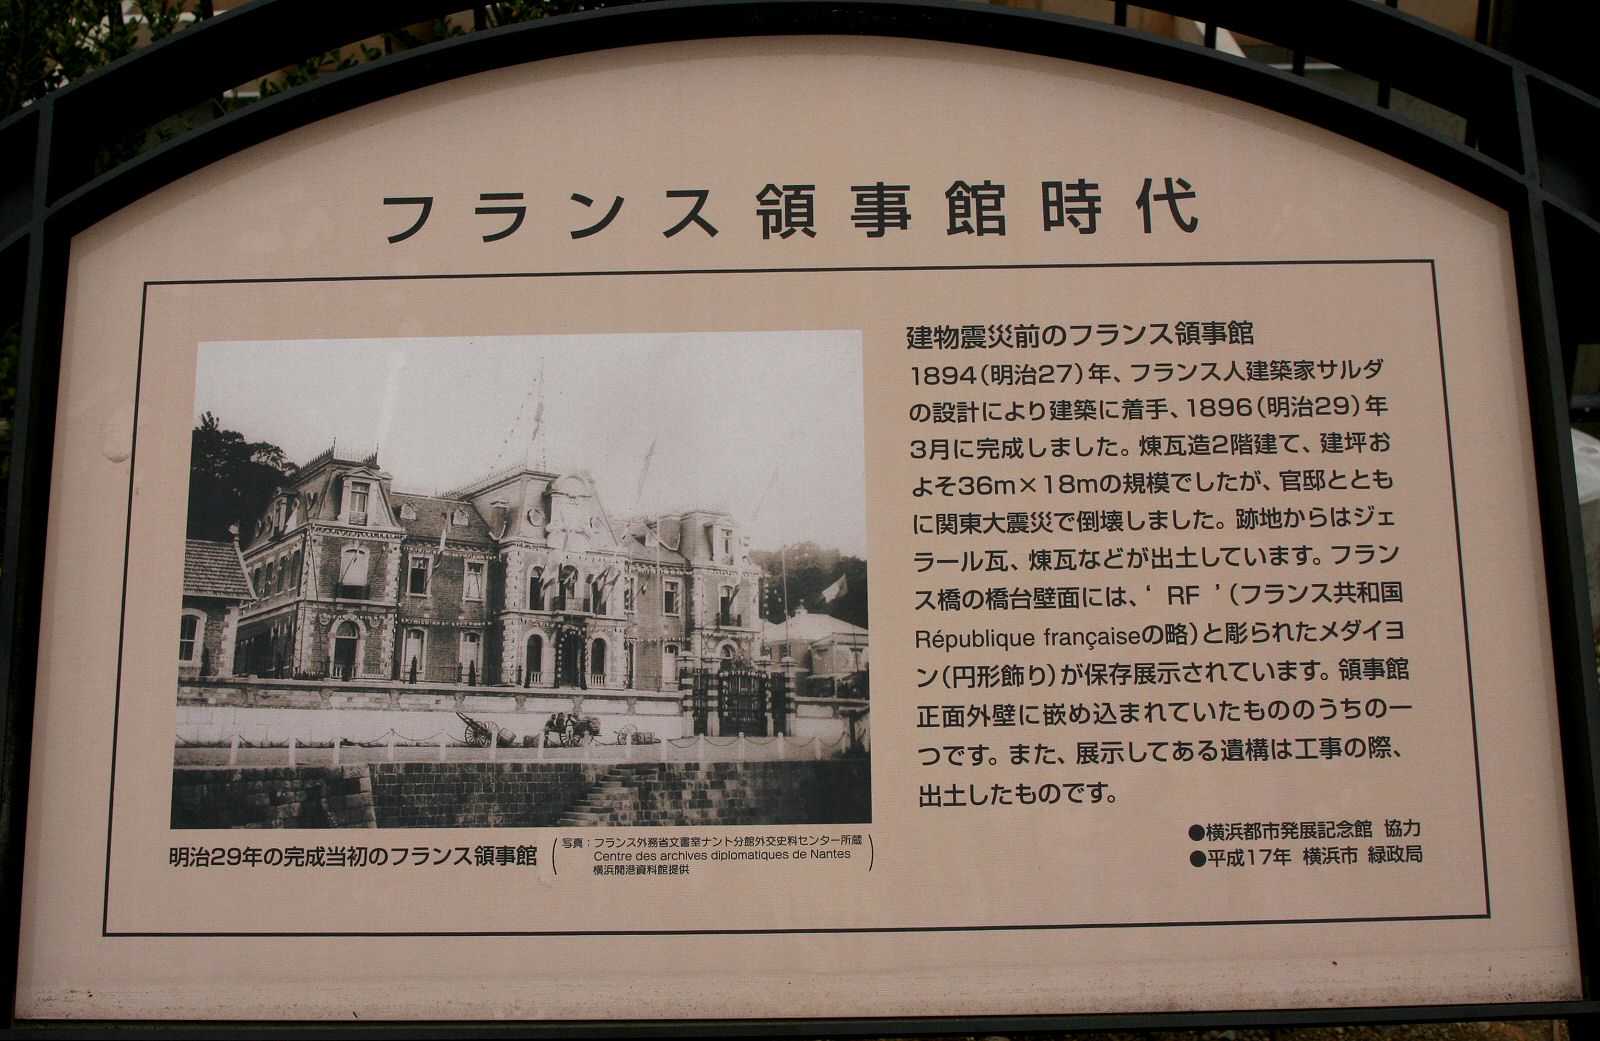 フランス領事館時代
建物震災前のフランス領事館
1894(明治27)年、フランス人建築家サルダ
の設計により建築に着手、1896(明治29)年
3月に完成しました。煉瓦造2階建て、建坪お
よそ36m×18mの規模でしたが、官邸ととも
に関東大震災で倒壊しました。跡地からはジェ
ラール瓦、煉瓦などが出土しています。フラン
ス橋の橋台壁面には、‘ RF ’(フランス共和国
République françaiseの略)と彫られたメダイヨ
ン(円形飾り)が保存展示されています。領事館
正面外壁に嵌め込まれていたもののうちの一
つです。また、展示してある遺構は工事の際、
出土したものです。
●横浜都市発展記念館 協力
●平成17年 横浜市 緑政局
明治29年の完成当初のフランス領事館
(写真:フランス外務省文書室ナント分館外交史料センター所蔵
Centre des archives diplomatiques de Nantes
横浜開港資料館提供)